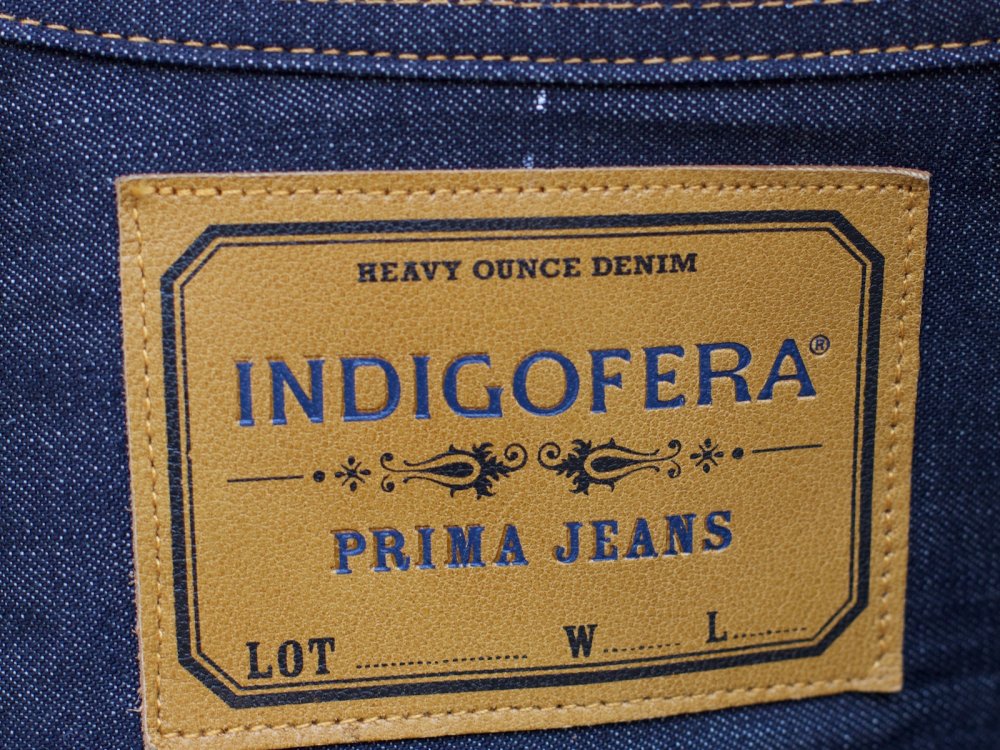 HEAVY OUNCE DENIM
INDIGOFERA®
PRIMA JEANS
LOT .................... W......... L.........